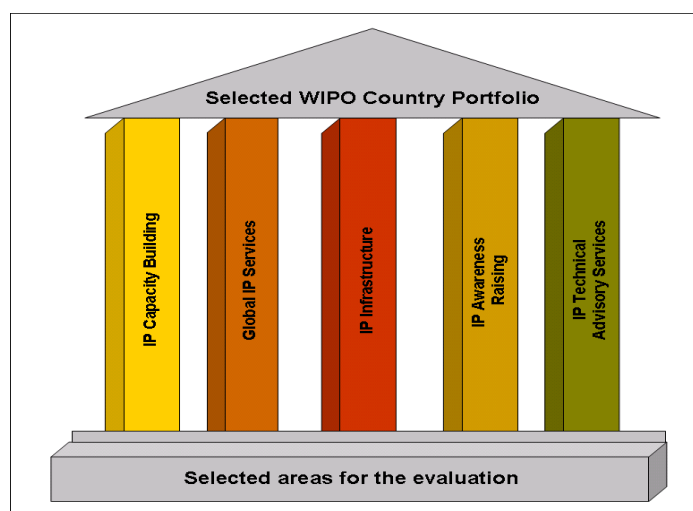 Selected WIPO Country Portfolio
IP Capacity Building
Global IP Services
IP Infrastructure
IP Awareness
Raising
IP Technical
Advisory Services
Selected areas for the evaluation